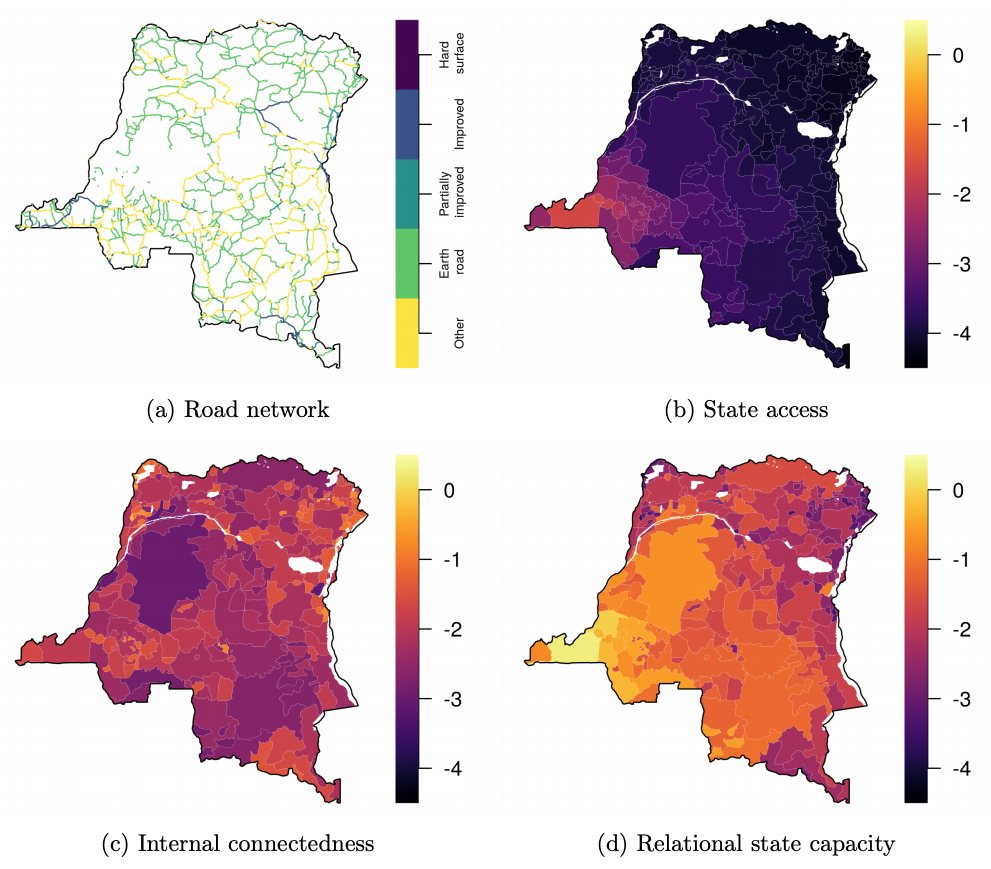 Hard
surface
Improved
Partially
improved
Earth
road
Other
(a) Road network
0
-1
-2
-3
-4
(b) State access
0
-1
-2
-3
-4
(c) Internal connectedness
0
-1
-2
-3
-4
(d) Relational state capacity